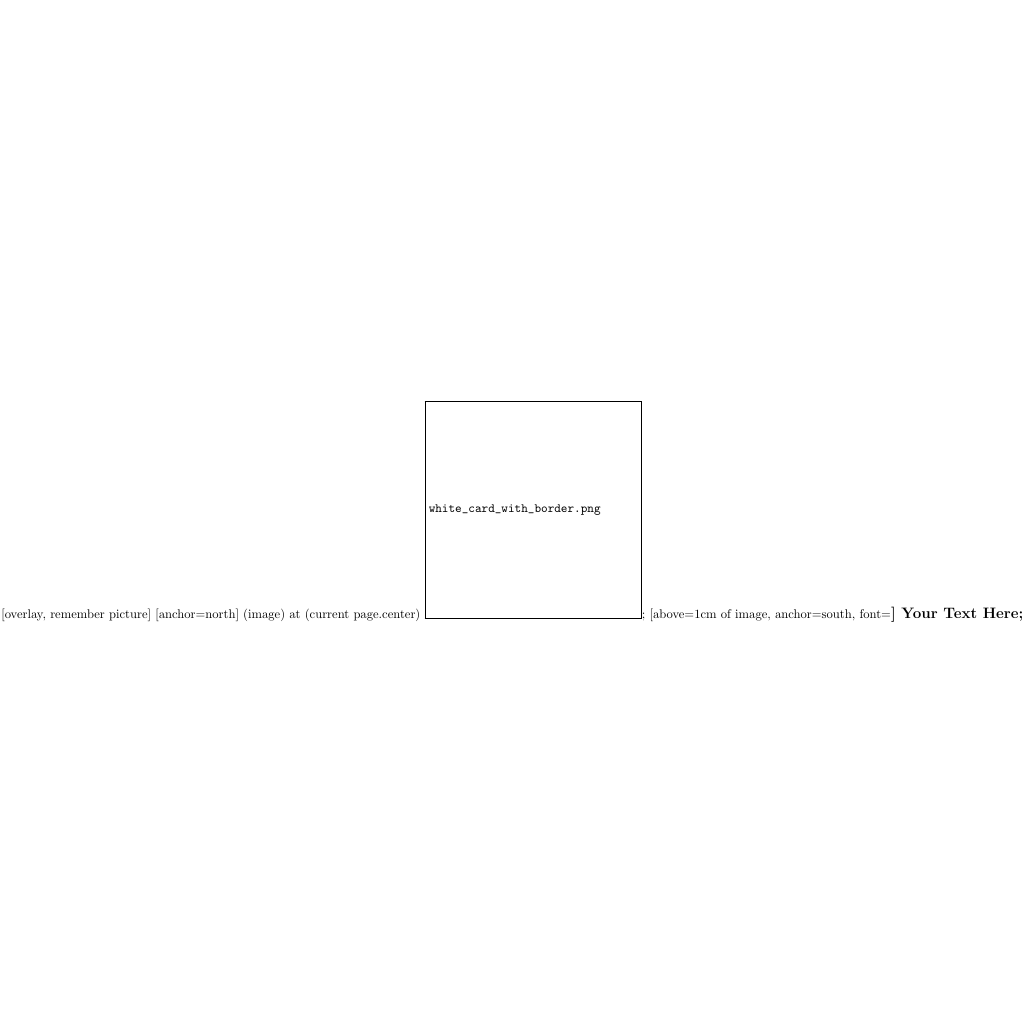 white_card_with_border.png
[overlay, remember picture] [anchor=north] (image) at (current page.center) ; [above=1cm of image, anchor=south, font=] Your Text Here;